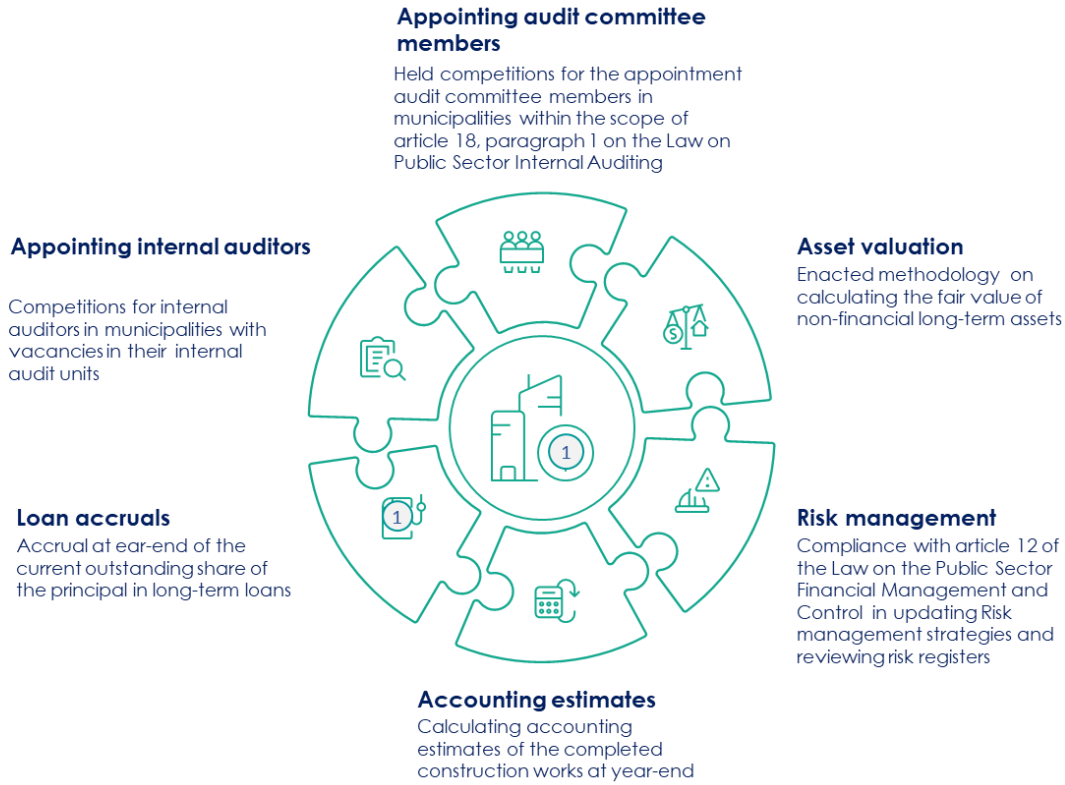 Appointing audit committee
members
Held competitions for the appointment
audit committee members in
municipalities within the scope of
article 18, paragraph 1 on the Law on
Public Sector Internal Auditing
Appointing internal auditors
Competitions for internal
auditors in municipalities with
vacancies in their internal
audit units
Asset valuation
Enacted methodology on
calculating the fair value of
non-financial long-term assets
$
1
1
Loan accruals
Accrual at ear-end of the
current outstanding share of
the principal in long-term loans
Risk management
Compliance with article 12 of
the Law on the Public Sector
Financial Management and
Control in updating Risk
management strategies and
reviewing risk registers
Accounting estimates
Calculating accounting
estimates of the completed
construction works at year-end